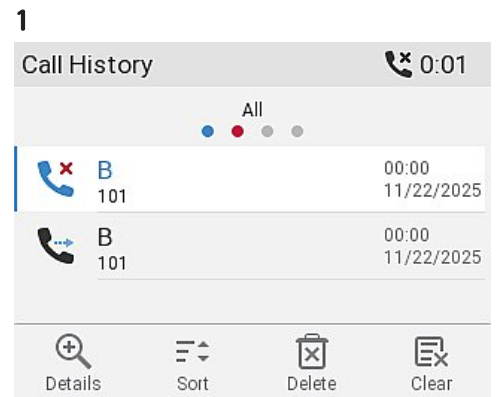 1
Call History 0:01
All
B 00:00
101 11/22/2025
B 00:00
101 11/22/2025
Details Sort Delete Clear